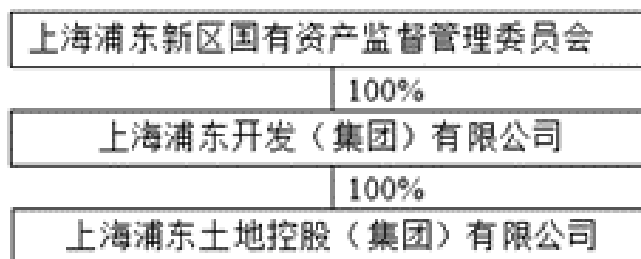 上海浦东新区国有资产监督管理委员会
100%
上海浦东开发（集团）有限公司
100%
上海浦东土地控股（集团）有限公司